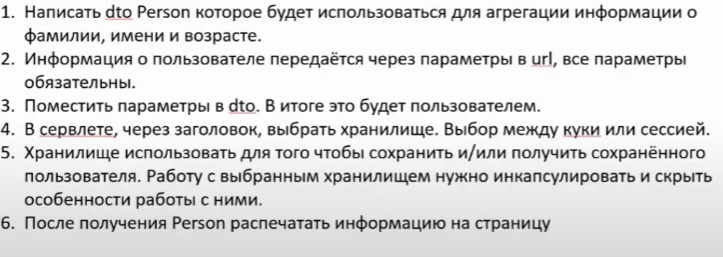 1. Написать dto Person которое будет использоваться для агрегации информации о
фамилии, имени и возрасте.
2. Информация о пользователе передаётся через параметры в url, все параметры
обязательны.
3. Поместить параметры в dto. В итоге это будет пользователем.
4. В сервлете, через заголовок, выбрать хранилище. Выбор между куки или сессией.
5. Хранилище использовать для того чтобы сохранить и/или получить сохранённого
пользователя. Работу с выбранным хранилищем нужно инкапсулировать и скрыть
особенности работы с ними.
6. После получения Person распечатать информацию на страницу